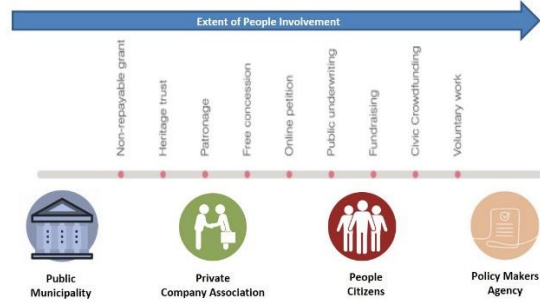 Extent of People Involvement
Non-repayable grant
Heritage trust
Patronage
Free concession
Online petition
Public underwriting
Fundraising
Civic Crowdfunding
Voluntary work
Public
Municipality
Private
Company Association
People
Citizens
Policy Makers
Agency